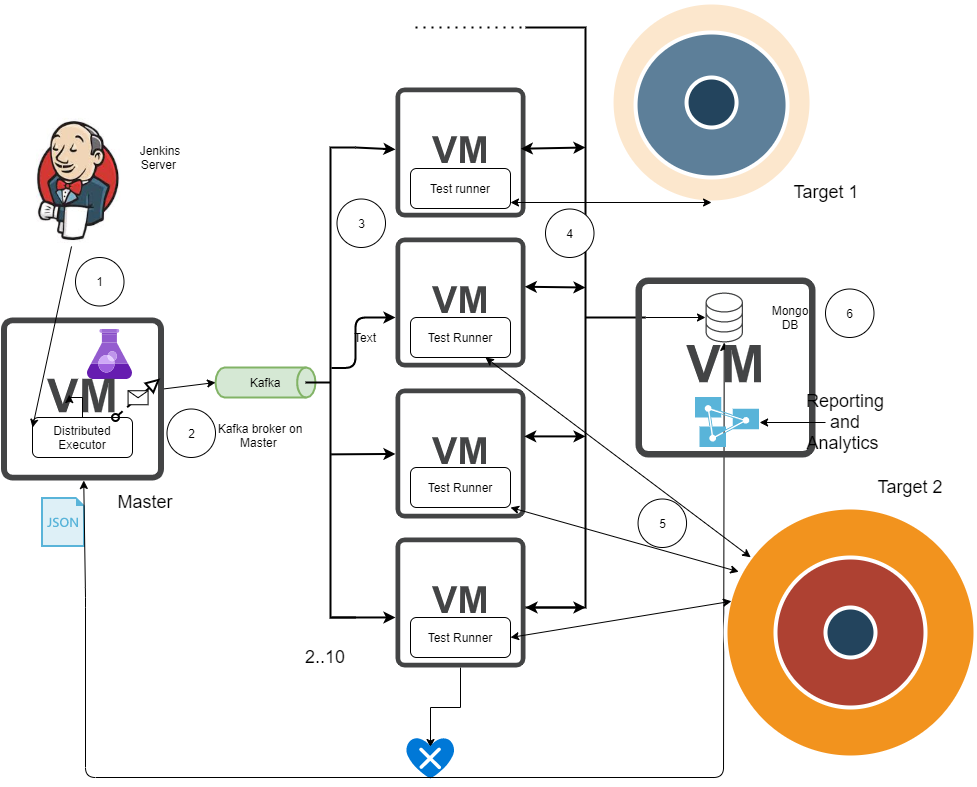 Jenkins
Server
VM
Test runner
Target 1
3
4
1
VM
Test Runner
Text
Mongo
DB
6
VM
Kafka
VM
Distributed
Executor
2
Kafka broker on
Master
Reporting
and
Analytics
VM
Test Runner
Master
JSON
Target 2
5
VM
Test Runner
2..10